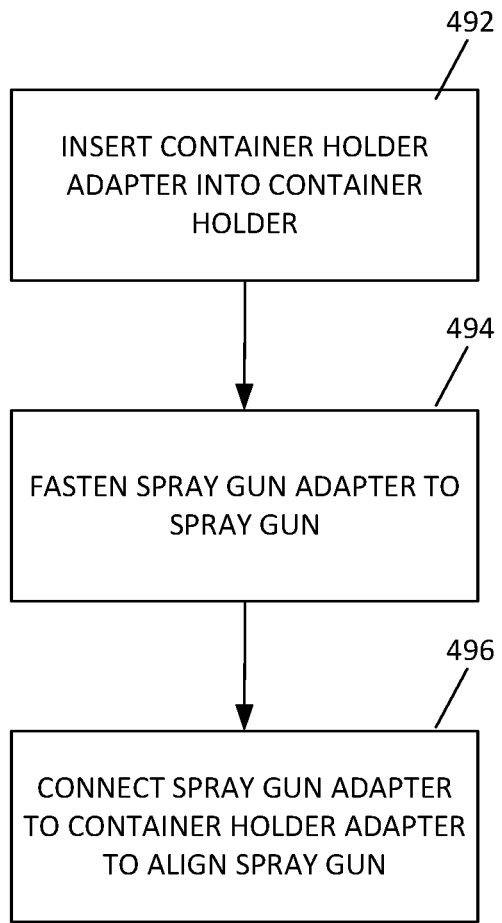 492
INSERT CONTAINER HOLDER
ADAPTER INTO CONTAINER
HOLDER
494
FASTEN SPRAY GUN ADAPTER TO
SPRAY GUN
496
CONNECT SPRAY GUN ADAPTER
TO CONTAINER HOLDER ADAPTER
TO ALIGN SPRAY GUN